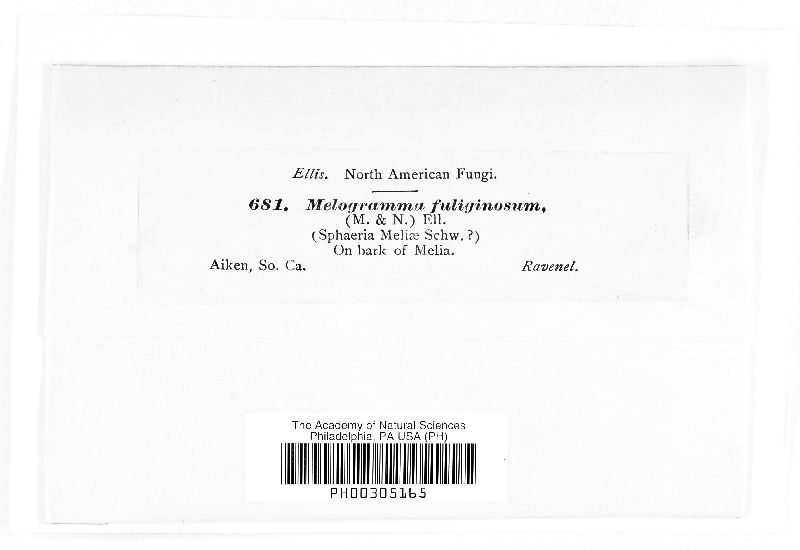 Ellis. North American Fungi.
681. Melogramma fuliginosum,
(M. & N.) Ell.
(Sphaeria Meliæ Schw. ?)
On bark of Melia.
Aiken, So. Ca. Ravenel.
The Academy of Natural Sciences
Philadelphia, PA USA (PH)
PH00305165